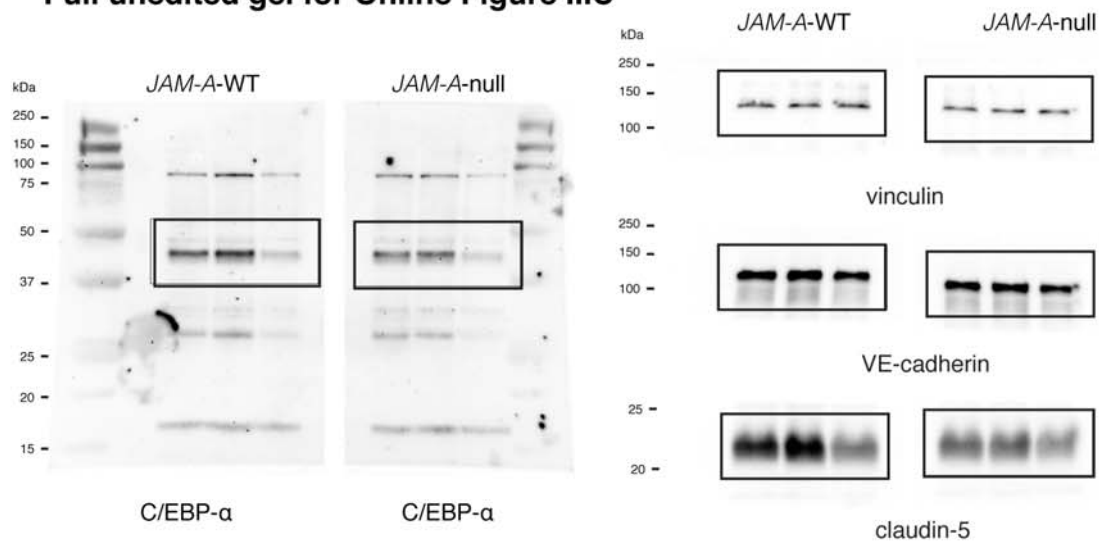 Full unedited gel for Online Figure IIIC
kDa
JAM-A-WT
JAM-A-null
250
150
100
75
50
37
25
20
15
C/EBP-α
C/EBP-α
kDa
JAM-A-WT
JAM-A-null
250
150
100
vinculin
250
150
100
VE-cadherin
25
20
claudin-5